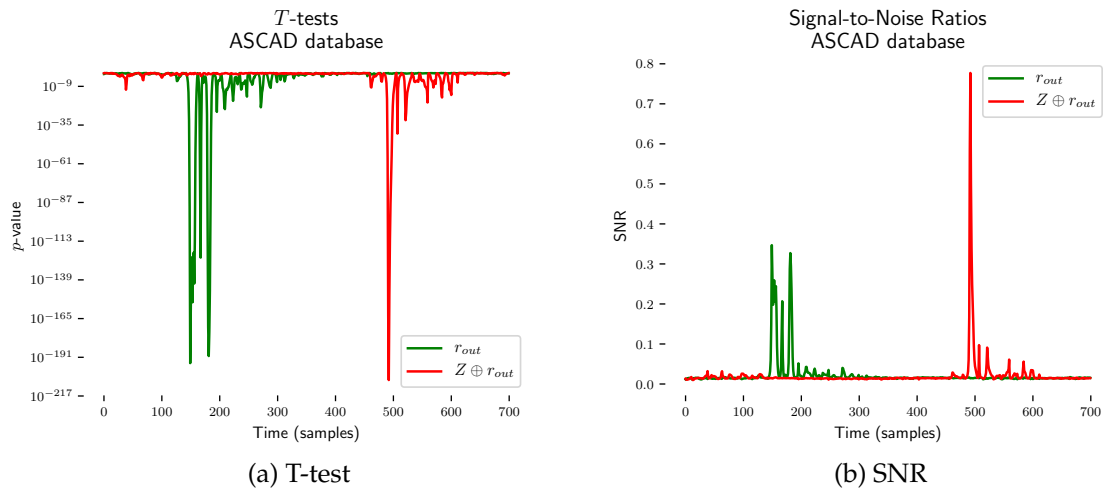 T-tests
ASCAD database
p-value
10⁻⁹
10⁻³⁵
10⁻⁶¹
10⁻⁸⁷
10⁻¹¹³
10⁻¹³⁹
10⁻¹⁶⁵
10⁻¹⁹¹
10⁻²¹⁷
r_out
Z ⊕ r_out
0 100 200 300 400 500 600 700
Time (samples)
(a) T-test
Signal-to-Noise Ratios
ASCAD database
SNR
0.8
0.7
0.6
0.5
0.4
0.3
0.2
0.1
0.0
r_out
Z ⊕ r_out
0 100 200 300 400 500 600 700
Time (samples)
(b) SNR